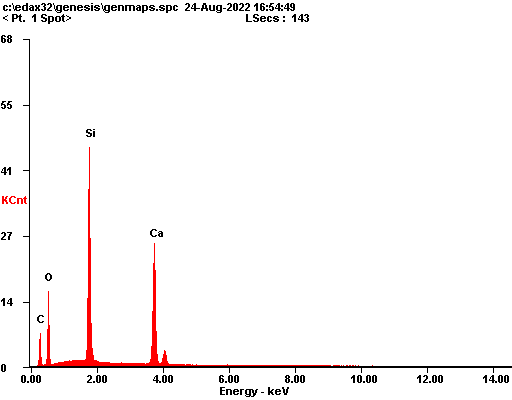 c:\edax32\genesis\genmaps.spc 24-Aug-2022 16:54:49
< Pt. 1 Spot> LSecs : 143
68
55
Si
41
KCnt
27
Ca
O
14
C
0
0.00 2.00 4.00 6.00 8.00 10.00 12.00 14.00
Energy - keV